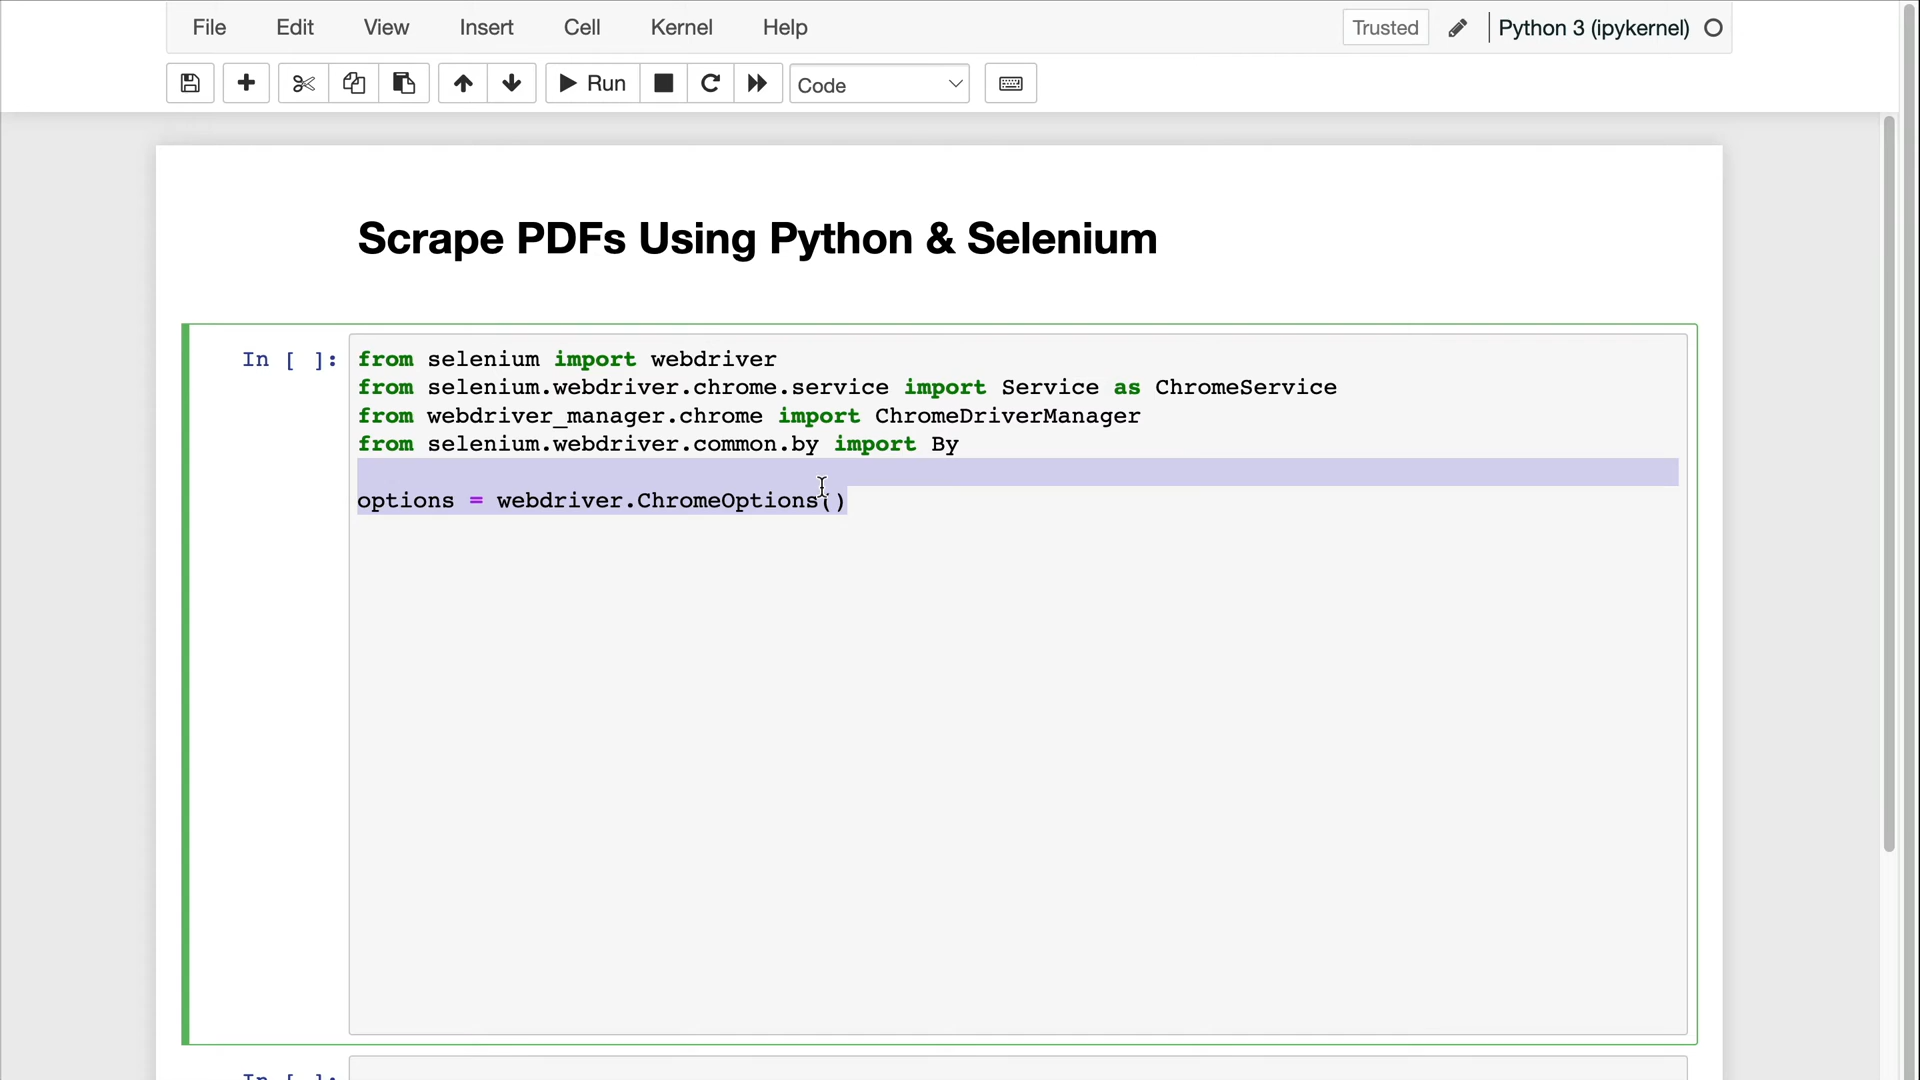 File Edit View Insert Cell Kernel Help Trusted Python 3 (ipykernel)
Run Code
Scrape PDFs Using Python & Selenium
In [ ]: from selenium import webdriver
from selenium.webdriver.chrome.service import Service as ChromeService
from webdriver_manager.chrome import ChromeDriverManager
from selenium.webdriver.common.by import By
options = webdriver.ChromeOptions()
In [ ]: